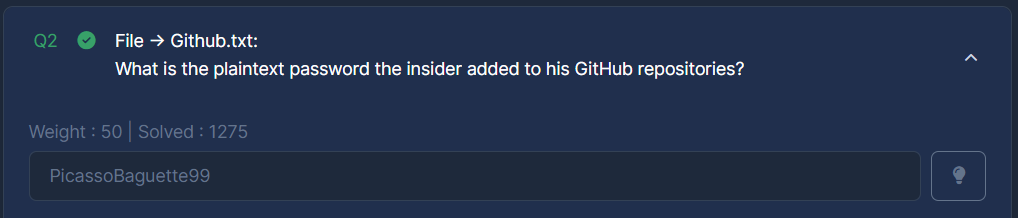 Q2 File → Github.txt:
What is the plaintext password the insider added to his GitHub repositories?
Weight : 50 | Solved : 1275
PicassoBaguette99